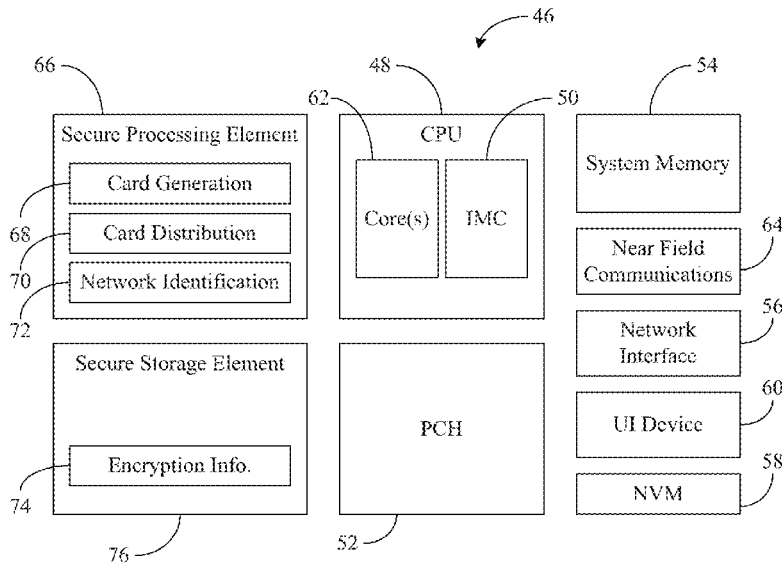 46
66
48
54
62
50
Secure Processing Element
CPU
System Memory
Card Generation
68
Card Distribution
70
Network Identification
72
Core(s)
IMC
64
Near Field
Communications
56
Network
Interface
60
UI Device
58
NVM
Secure Storage Element
PCH
Encryption Info.
74
76
52